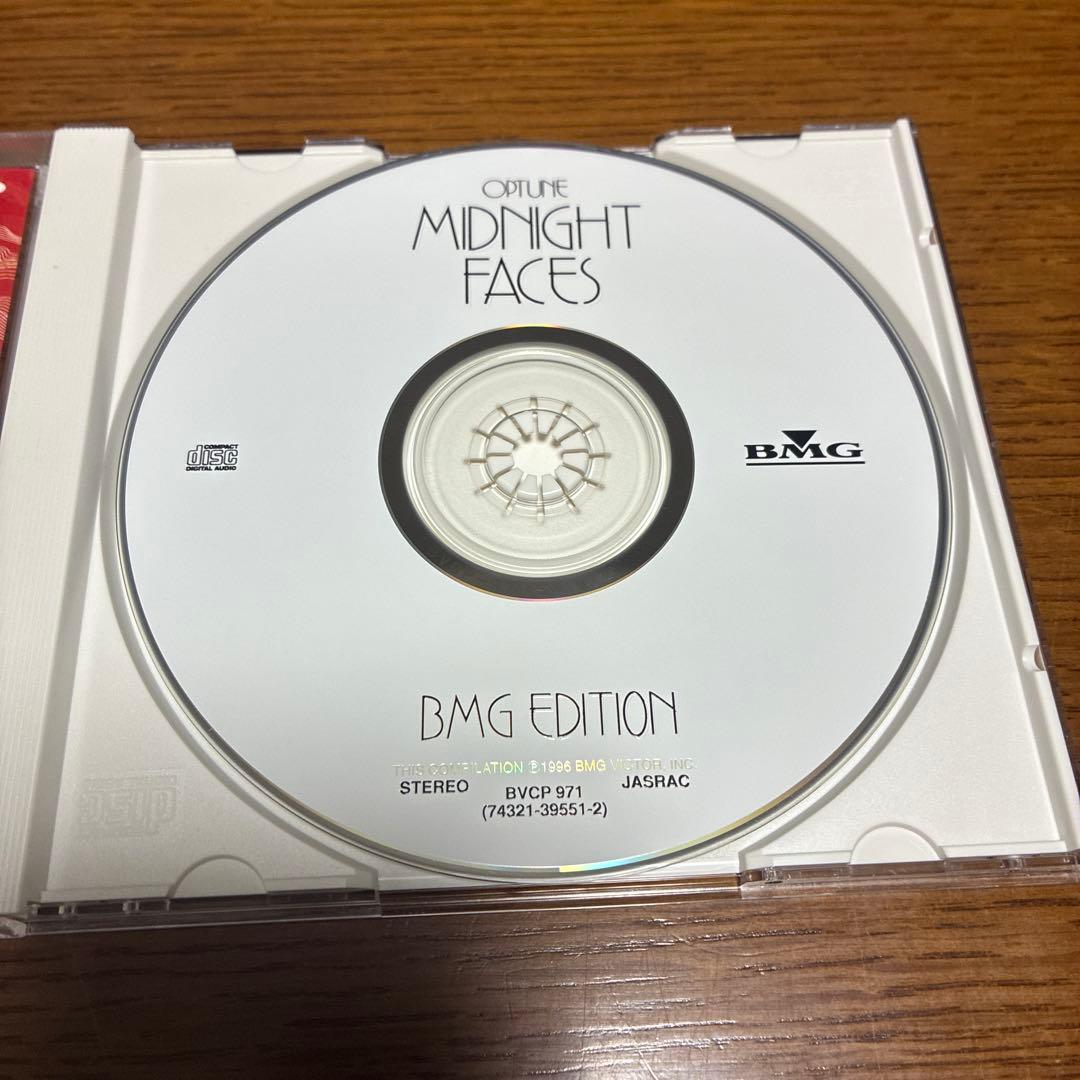 OPTUNE
MIDNIGHT
FACES
COMPACT
disc
DIGITAL AUDIO
BMG
BMG EDITION
THIS COMPILATION Ⓟ1996 BMG VICTOR, INC.
STEREO
JASRAC
BVCP 971
(74321-39551-2)